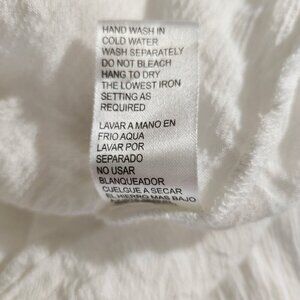 HAND WASH IN
COLD WATER
WASH SEPARATELY
DO NOT BLEACH
HANG TO DRY
THE LOWEST IRON
SETTING AS
REQUIRED
LAVAR A MANO EN
FRIO AQUA
LAVAR POR
SEPARADO
NO USAR
BLANQUEADOR
CUELGUE A SECAR
EL HIERRO MAS BAJO